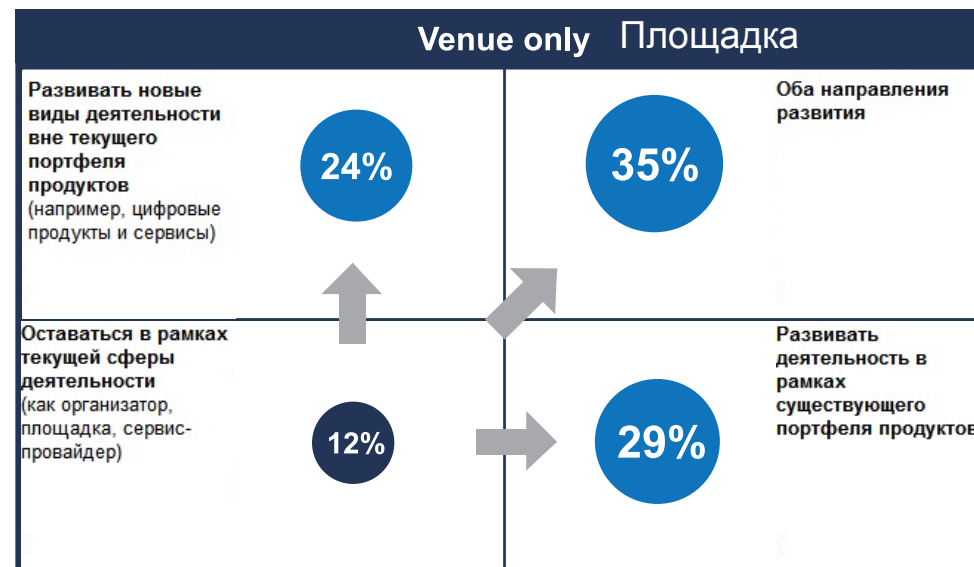 Venue only Площадка
Развивать новые
виды деятельности
вне текущего
портфеля
продуктов
(например, цифровые
продукты и сервисы)
24%
35%
Оба направления
развития
Оставаться в рамках
текущей сферы
деятельности
(как организатор,
площадка, сервис-
провайдер)
12%
29%
Развивать
деятельность в
рамках
существующего
портфеля продуктов